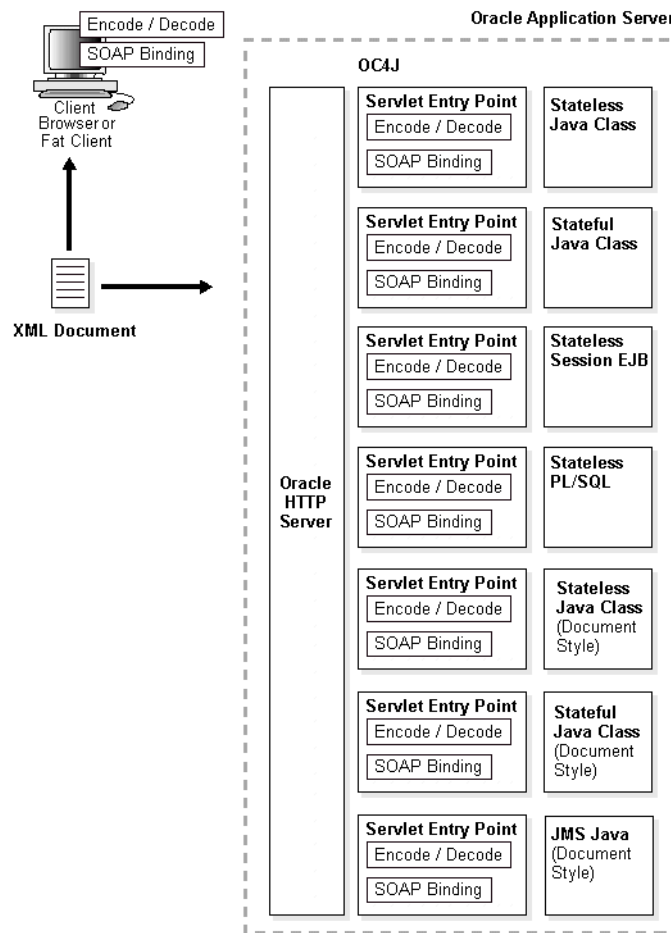 Encode / Decode
SOAP Binding
Client
Browser or
Fat Client
XML Document
Oracle Application Server
OC4J
Oracle
HTTP
Server
Servlet Entry Point
Encode / Decode
SOAP Binding
Stateless
Java Class
Servlet Entry Point
Encode / Decode
SOAP Binding
Stateful
Java Class
Servlet Entry Point
Encode / Decode
SOAP Binding
Stateless
Session EJB
Servlet Entry Point
Encode / Decode
SOAP Binding
Stateless
PL/SQL
Servlet Entry Point
Encode / Decode
SOAP Binding
Stateless
Java Class
(Document
Style)
Servlet Entry Point
Encode / Decode
SOAP Binding
Stateful
Java Class
(Document
Style)
Servlet Entry Point
Encode / Decode
SOAP Binding
JMS Java
(Document
Style)